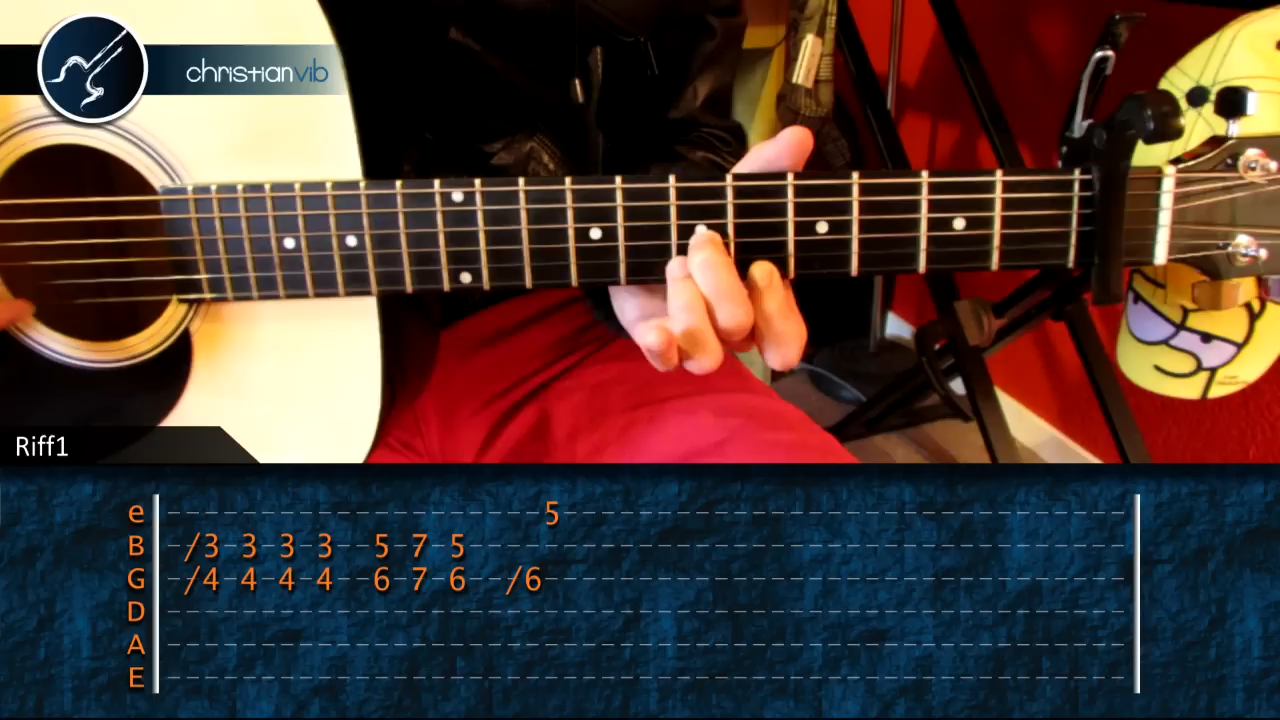 christianvib
Riff1
e|--------------------5--------------------|
B|-/3-3-3-3--5-7-5--------------------|
G|-/4-4-4-4--6-7-6--/6--------------------|
D|----------------------------------------|
A|----------------------------------------|
E|----------------------------------------|